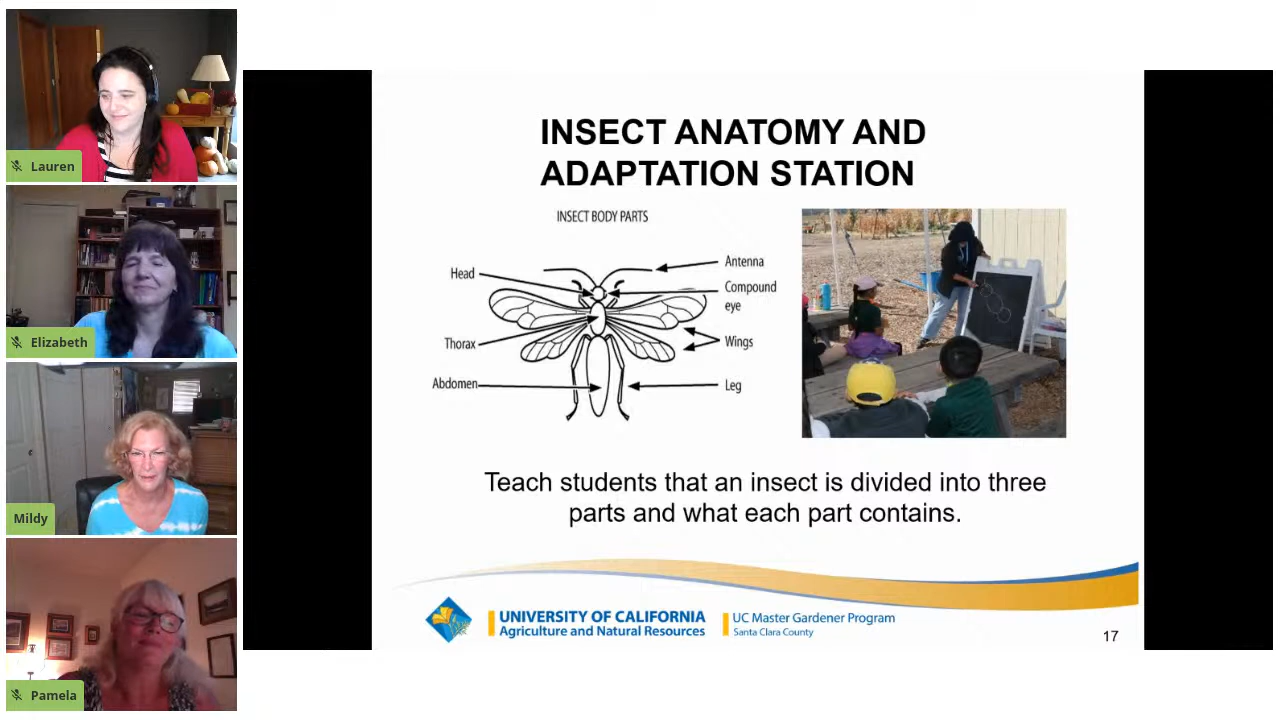 Lauren
Elizabeth
Mildy
Pamela
INSECT ANATOMY AND
ADAPTATION STATION
INSECT BODY PARTS
Head
Thorax
Abdomen
Antenna
Compound
eye
Wings
Leg
Teach students that an insect is divided into three
parts and what each part contains.
UNIVERSITY OF CALIFORNIA
Agriculture and Natural Resources
UC Master Gardener Program
Santa Clara County
17